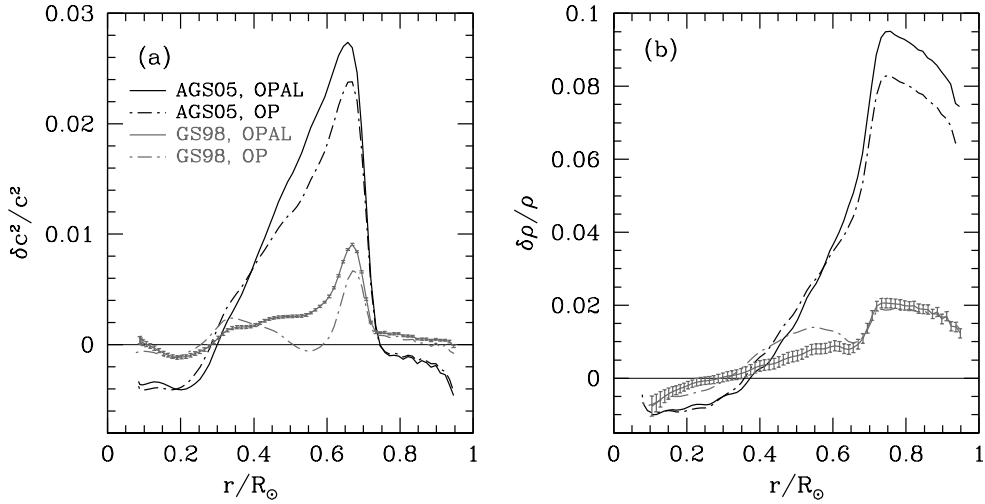 (a)
AGS05, OPAL
AGS05, OP
GS98, OPAL
GS98, OP
δc²/c²
0.03
0.02
0.01
0
0 0.2 0.4 0.6 0.8 1
r/R⊙
(b)
δρ/ρ
0.1
0.08
0.06
0.04
0.02
0
0 0.2 0.4 0.6 0.8 1
r/R⊙